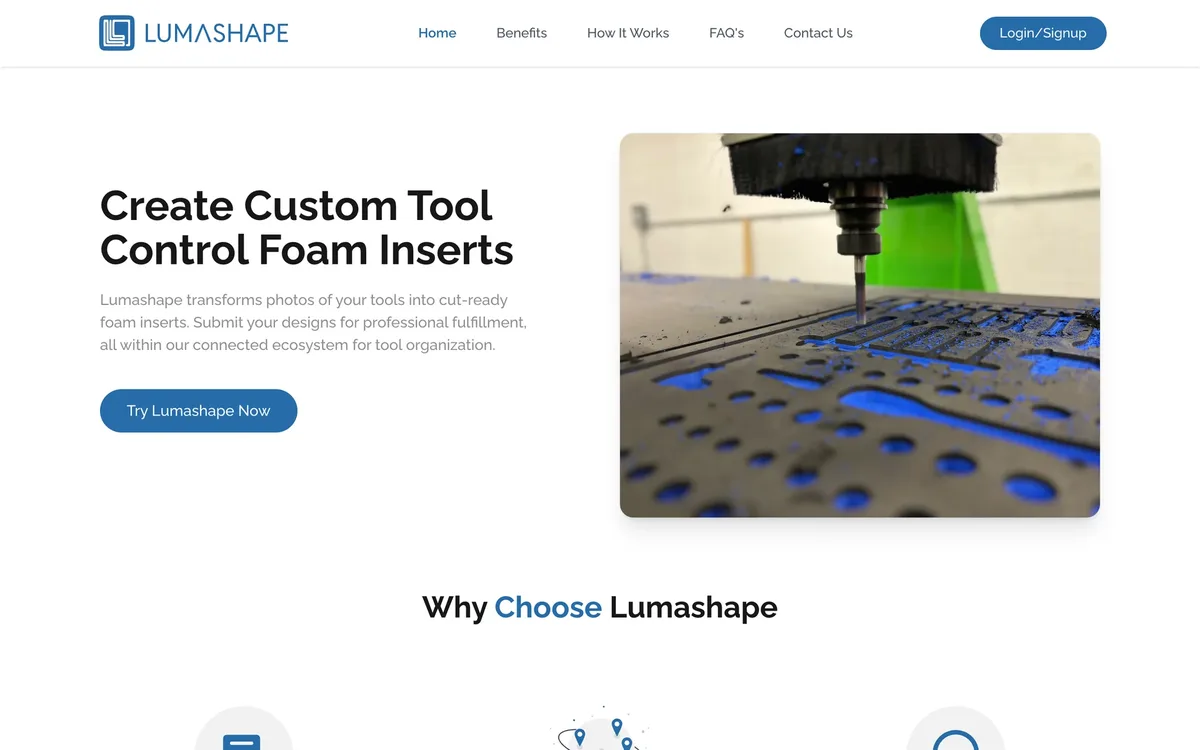 LUMASHAPE
Home
Benefits
How It Works
FAQ's
Contact Us
Login/Signup
Create Custom Tool
Control Foam Inserts
Lumashape transforms photos of your tools into cut-ready
foam inserts. Submit your designs for professional fulfillment,
all within our connected ecosystem for tool organization.
Try Lumashape Now
Why Choose Lumashape